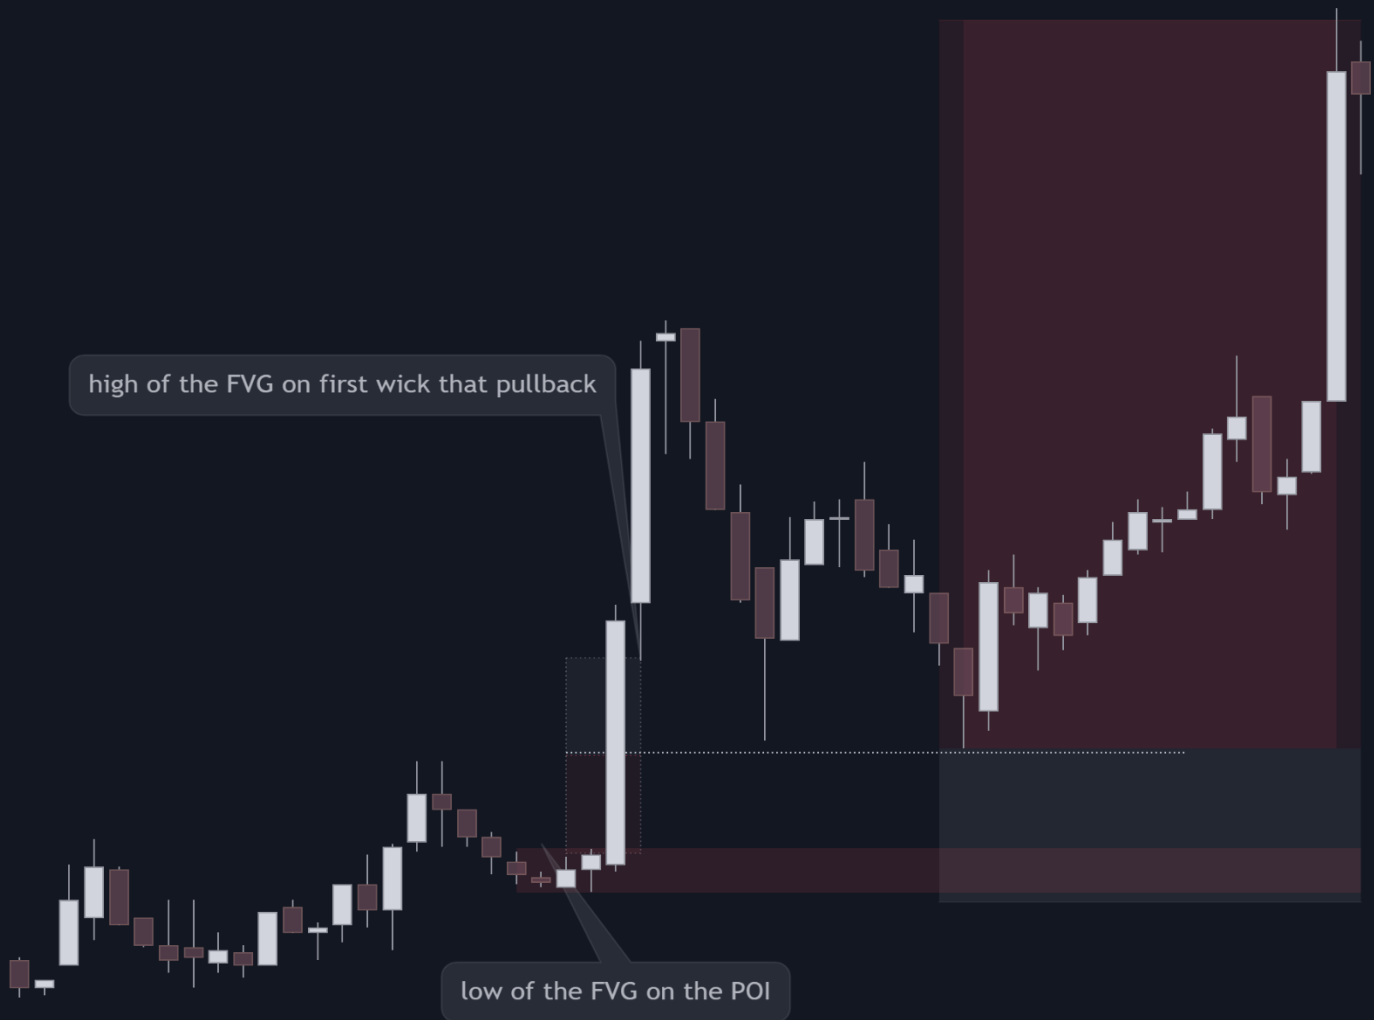 high of the FVG on first wick that pullback
low of the FVG on the POI